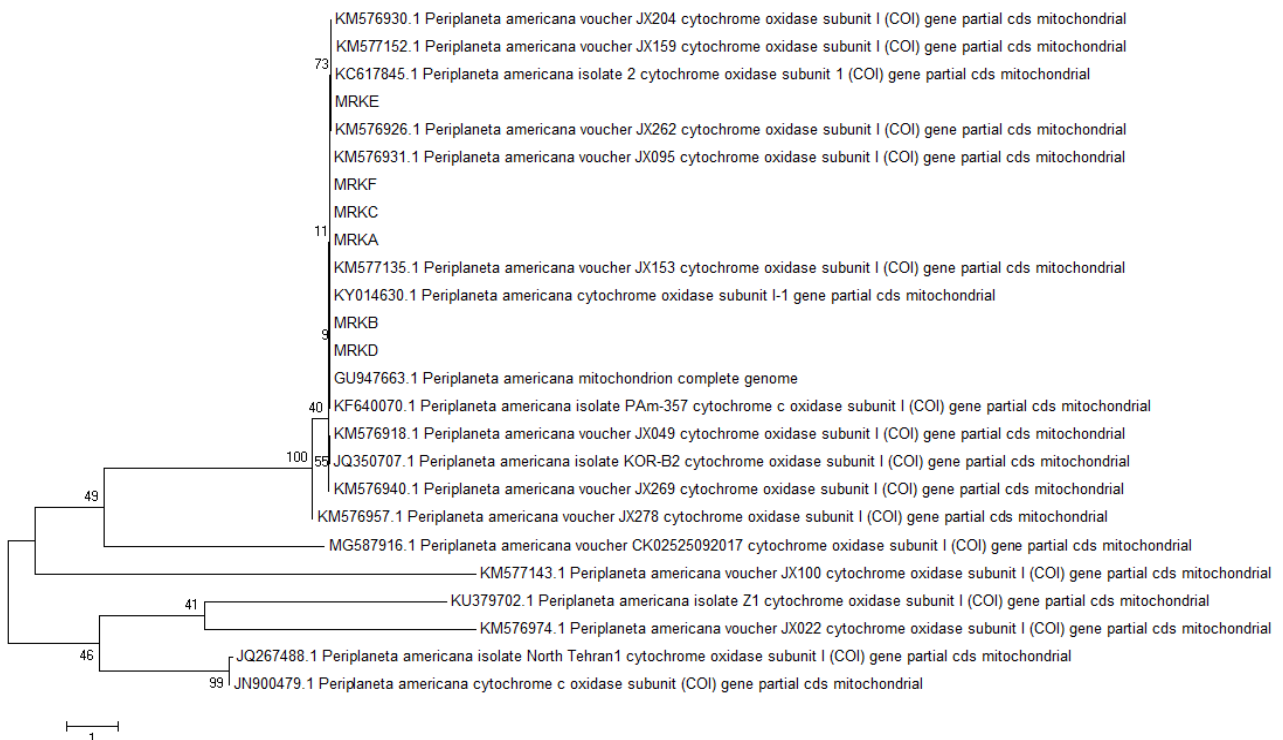 KM576930.1 Periplaneta americana voucher JX204 cytochrome oxidase subunit I (COI) gene partial cds mitochondrial
KM577152.1 Periplaneta americana voucher JX159 cytochrome oxidase subunit I (COI) gene partial cds mitochondrial
73
KC617845.1 Periplaneta americana isolate 2 cytochrome oxidase subunit 1 (COI) gene partial cds mitochondrial
MRKE
KM576926.1 Periplaneta americana voucher JX262 cytochrome oxidase subunit I (COI) gene partial cds mitochondrial
KM576931.1 Periplaneta americana voucher JX095 cytochrome oxidase subunit I (COI) gene partial cds mitochondrial
MRKF
MRKC
11
MRKA
KM577135.1 Periplaneta americana voucher JX153 cytochrome oxidase subunit I (COI) gene partial cds mitochondrial
KY014630.1 Periplaneta americana cytochrome oxidase subunit I-1 gene partial cds mitochondrial
MRKB
9
MRKD
GU947663.1 Periplaneta americana mitochondrion complete genome
40
KF640070.1 Periplaneta americana isolate PAm-357 cytochrome c oxidase subunit I (COI) gene partial cds mitochondrial
KM576918.1 Periplaneta americana voucher JX049 cytochrome oxidase subunit I (COI) gene partial cds mitochondrial
100
55
JQ350707.1 Periplaneta americana isolate KOR-B2 cytochrome oxidase subunit I (COI) gene partial cds mitochondrial
KM576940.1 Periplaneta americana voucher JX269 cytochrome oxidase subunit I (COI) gene partial cds mitochondrial
49
KM576957.1 Periplaneta americana voucher JX278 cytochrome oxidase subunit I (COI) gene partial cds mitochondrial
MG587916.1 Periplaneta americana voucher CK02525092017 cytochrome oxidase subunit I (COI) gene partial cds mitochondrial
KM577143.1 Periplaneta americana voucher JX100 cytochrome oxidase subunit I (COI) gene partial cds mitochondrial
41
KU379702.1 Periplaneta americana isolate Z1 cytochrome oxidase subunit I (COI) gene partial cds mitochondrial
KM576974.1 Periplaneta americana voucher JX022 cytochrome oxidase subunit I (COI) gene partial cds mitochondrial
46
JQ267488.1 Periplaneta americana isolate North Tehran1 cytochrome oxidase subunit I (COI) gene partial cds mitochondrial
99
JN900479.1 Periplaneta americana cytochrome c oxidase subunit (COI) gene partial cds mitochondrial
1